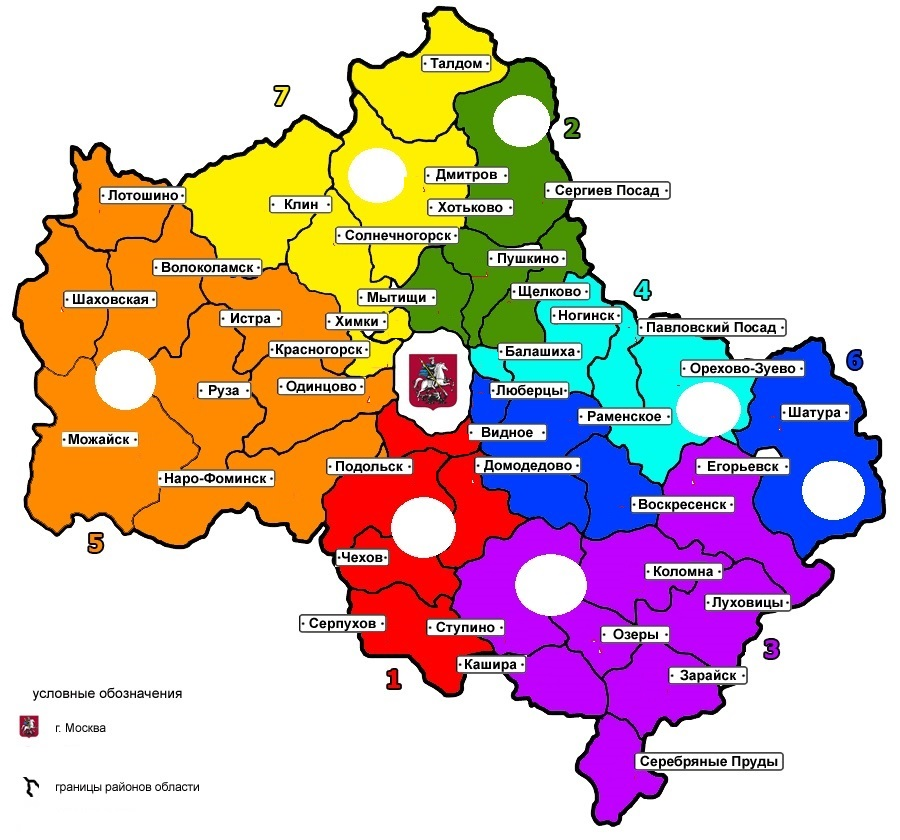 Талдом
7
2
Дмитров
Сергиев Посад
Лотошино
Клин
Хотьково
Солнечногорск
Пушкино
Волоколамск
4
Шаховская
Мытищи
Щелково
Истра
Химки
Ногинск
Павловский Посад
Красногорск
Балашиха
6
Орехово-Зуево
Руза
Одинцово
Люберцы
Раменское
Шатура
Можайск
Видное
Наро-Фоминск
Подольск
Домодедово
Егорьевск
Воскресенск
5
Чехов
Коломна
Луховицы
Серпухов
Ступино
Озеры
3
Кашира
Зарайск
1
Серебряные Пруды
условные обозначения
г. Москва
границы районов области